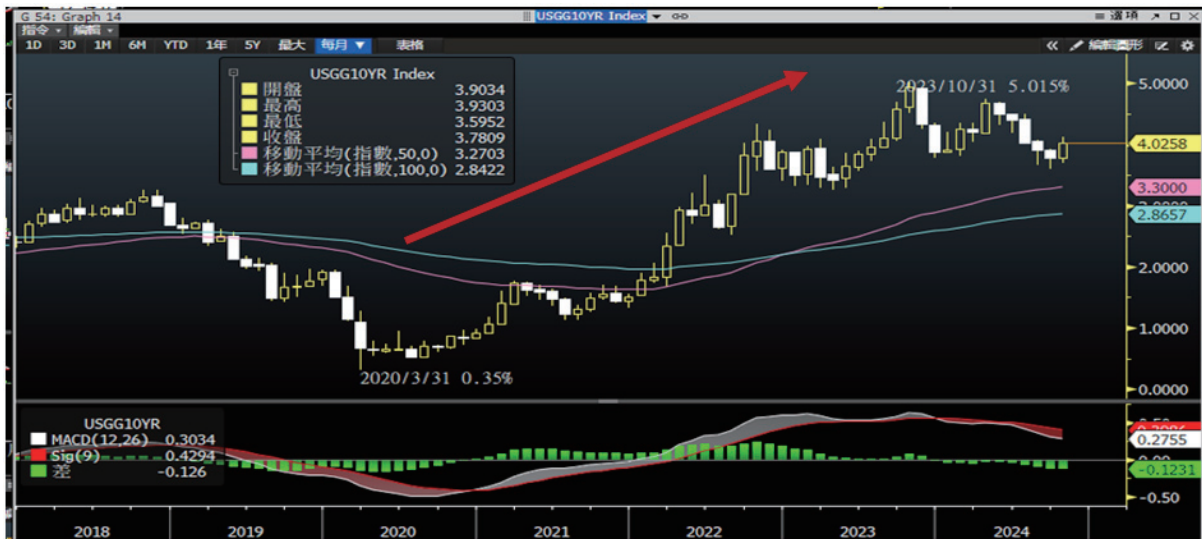 G 54: Graph 14 USGG10YR Index 選項
指令 編輯
1D 3D 1M 6M YTD 1年 5Y 最大 每月 ▼ 表格 « 編輯圖形
USGG10YR Index
開盤 3.9034
最高 3.9303
最低 3.5952
收盤 3.7809
移動平均(指數,50,0) 3.2703
移動平均(指數,100,0) 2.8422
2023/10/31 5.015%
5.0000
4.0258
3.3000
2.8657
2.0000
1.0000
0.0000
2020/3/31 0.35%
USGG10YR
MACD(12,26) 0.3034
Sig(9) 0.4294
差 -0.126
0.2755
-0.1231
-0.50
2018 2019 2020 2021 2022 2023 2024